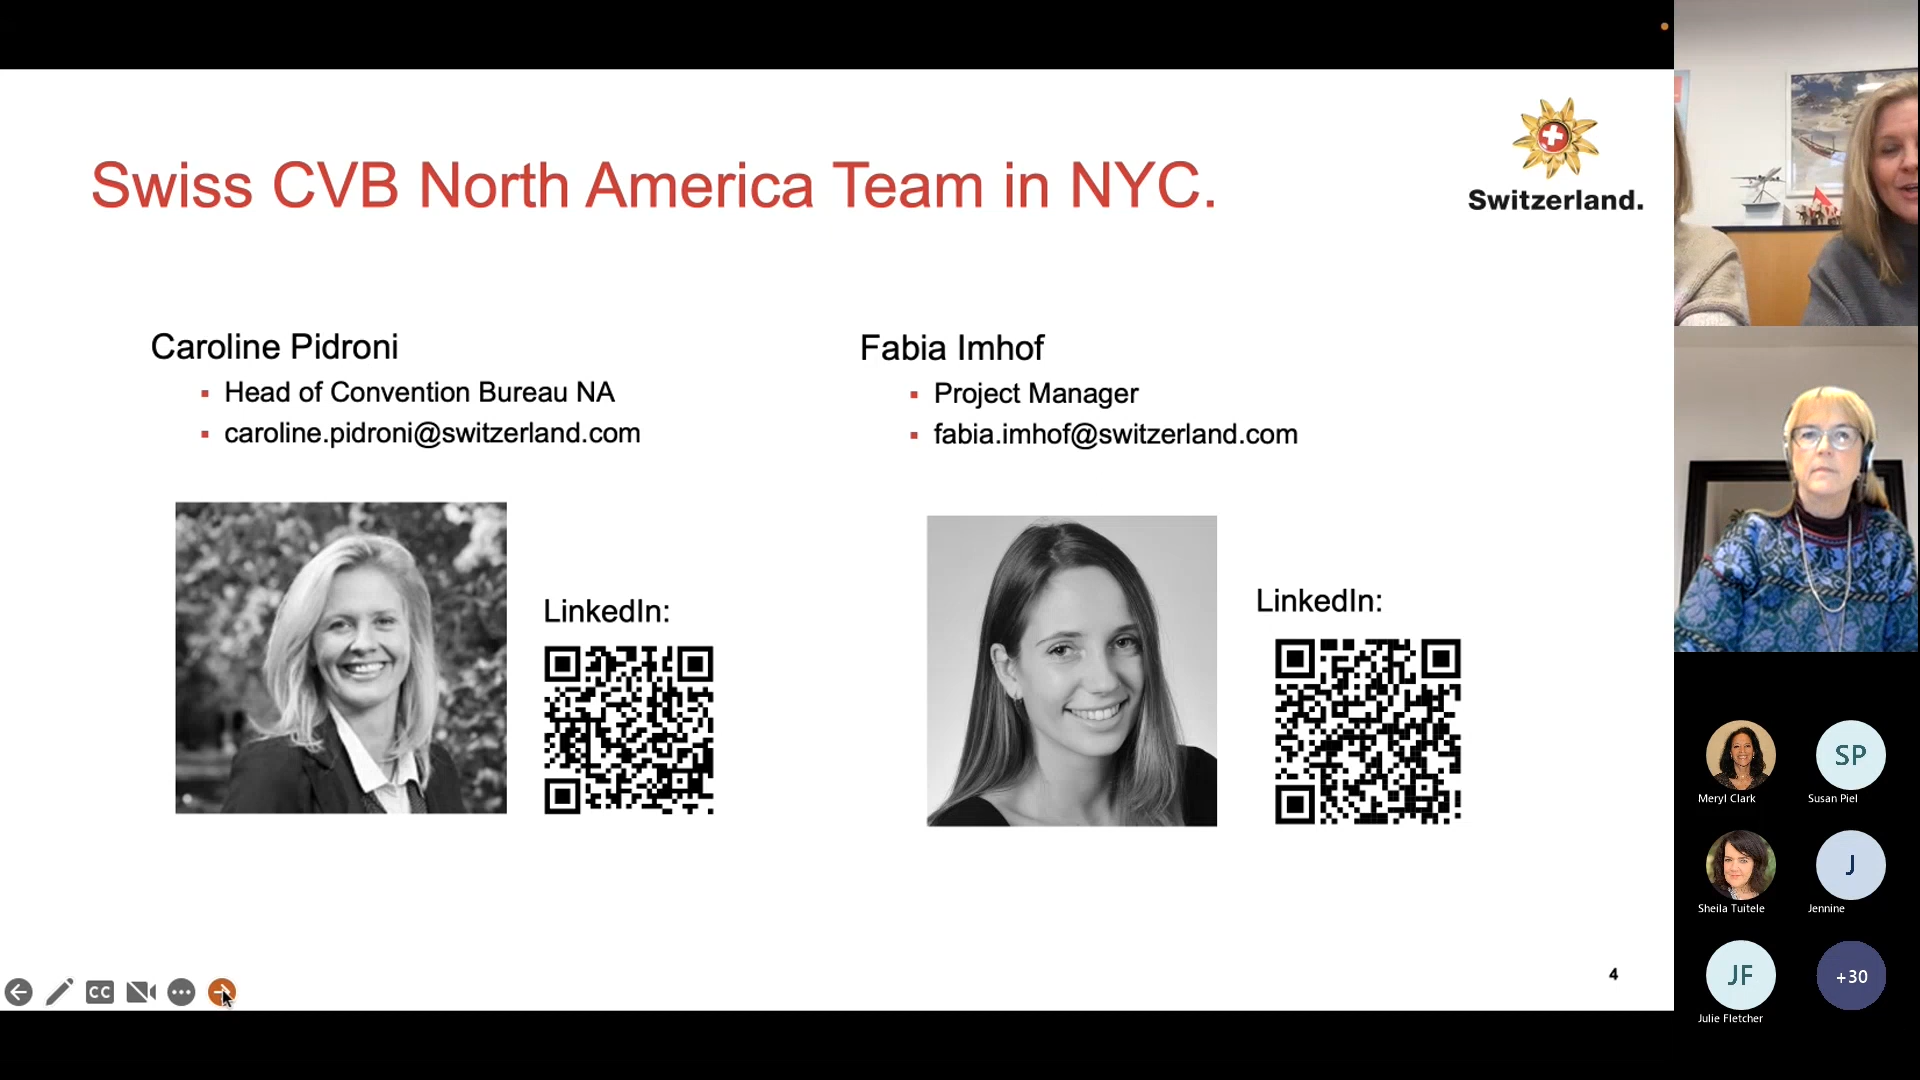 Swiss CVB North America Team in NYC.
Switzerland.
Caroline Pidroni
▪ Head of Convention Bureau NA
▪ caroline.pidroni@switzerland.com
LinkedIn:
Fabia Imhof
▪ Project Manager
▪ fabia.imhof@switzerland.com
LinkedIn:
4
CC
SP
Meryl Clark
Susan Piel
J
Sheila Tuitele
Jennine
JF
+30
Julie Fletcher